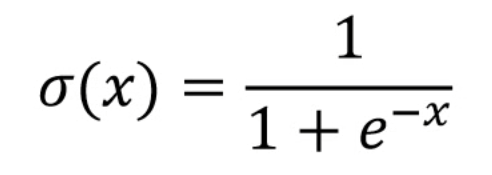 σ(x) = 1 / (1 + e^{-x})